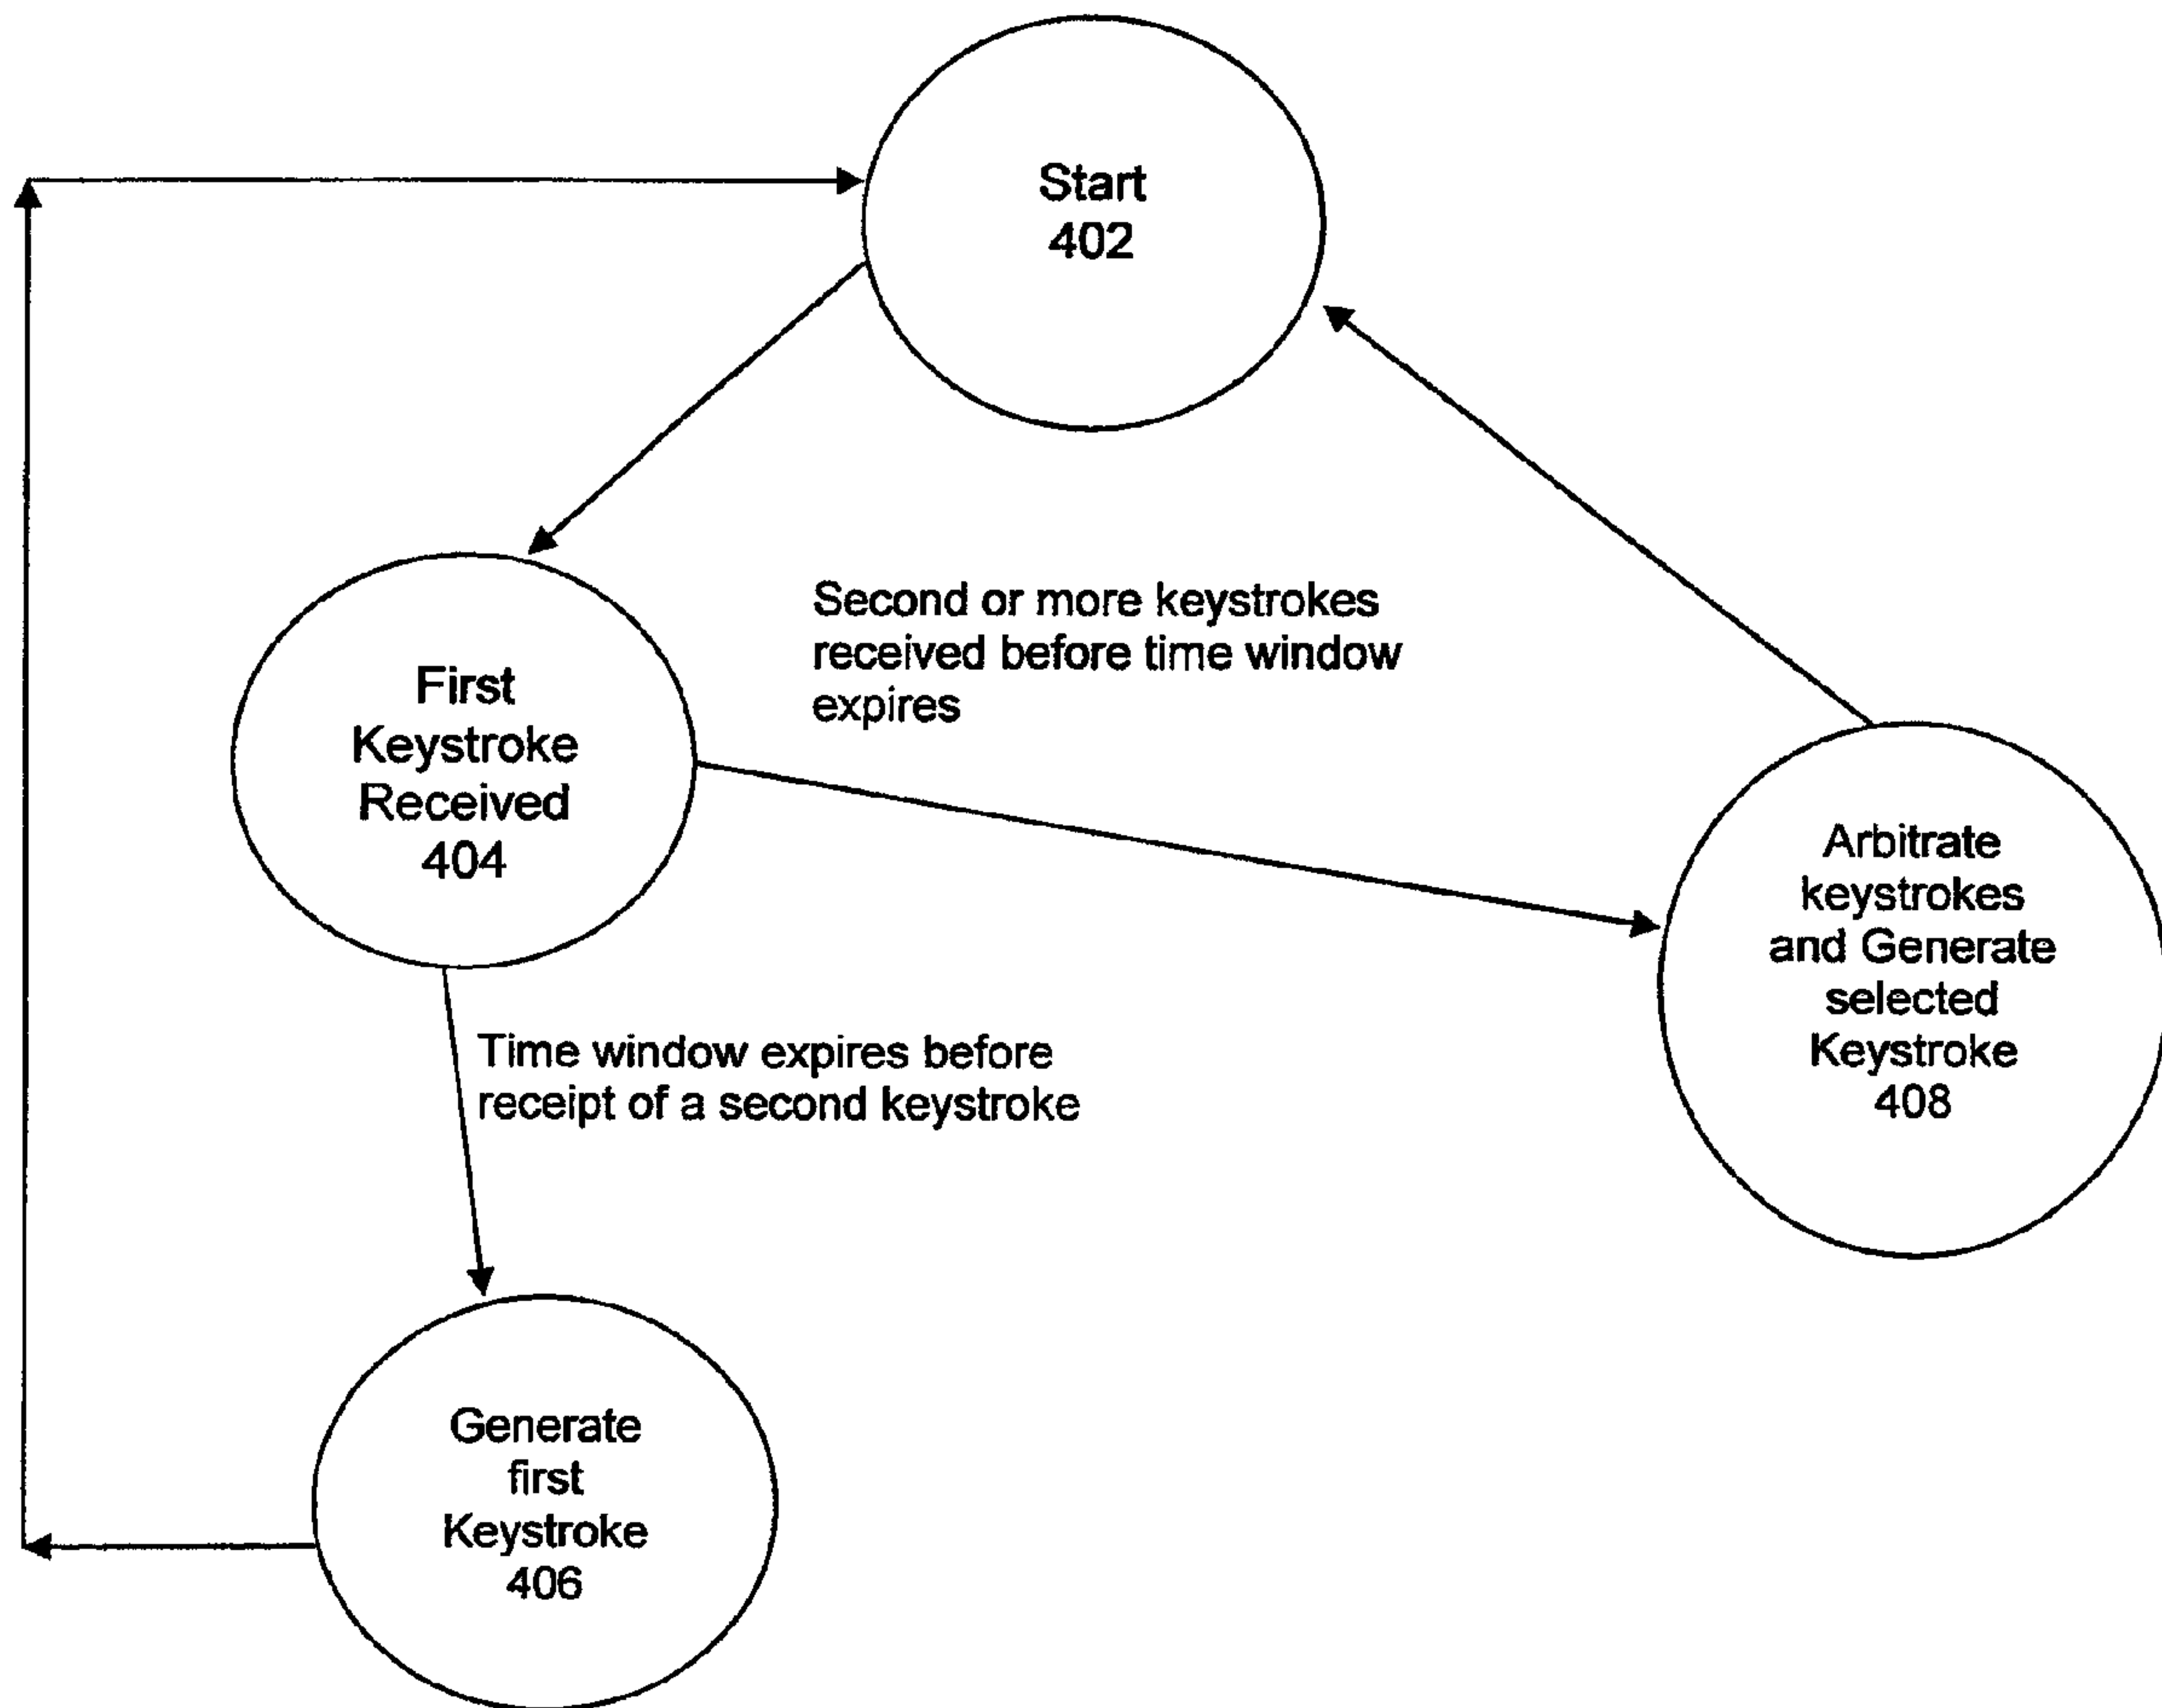 Start
402
First
Keystroke
Received
404
Second or more keystrokes
received before time window
expires
Arbitrate
keystrokes
and Generate
selected
Keystroke
408
Time window expires before
receipt of a second keystroke
Generate
first
Keystroke
406